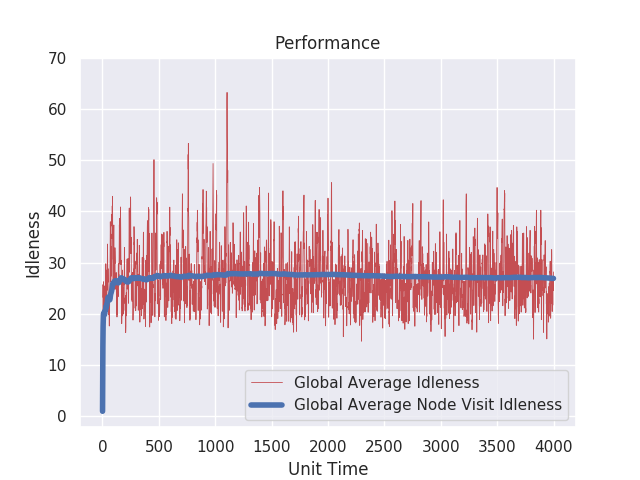 Performance
70
60
50
40
30
20
10
0
Idleness
Global Average Idleness
Global Average Node Visit Idleness
0 500 1000 1500 2000 2500 3000 3500 4000
Unit Time